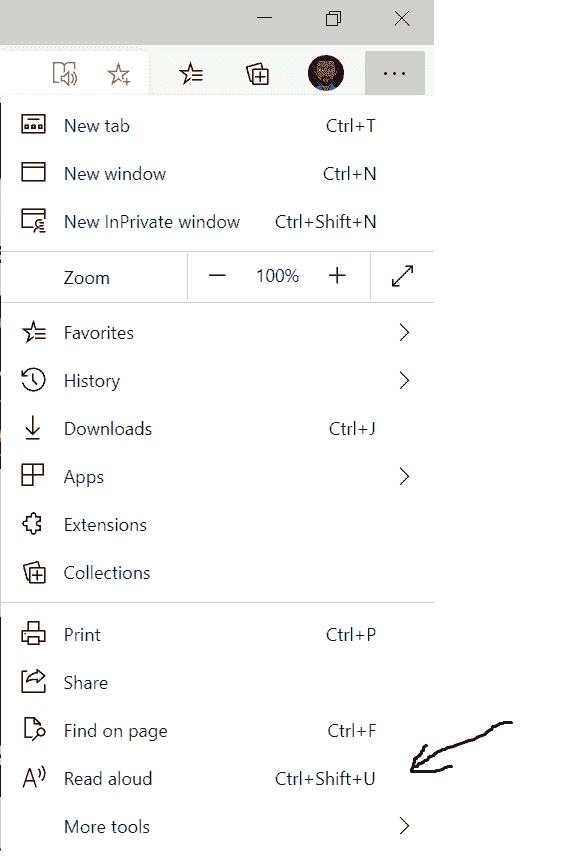 New tab Ctrl+T
New window Ctrl+N
New InPrivate window Ctrl+Shift+N
Zoom 100%
Favorites
History
Downloads Ctrl+J
Apps
Extensions
Collections
Print Ctrl+P
Share
Find on page Ctrl+F
Read aloud Ctrl+Shift+U
More tools